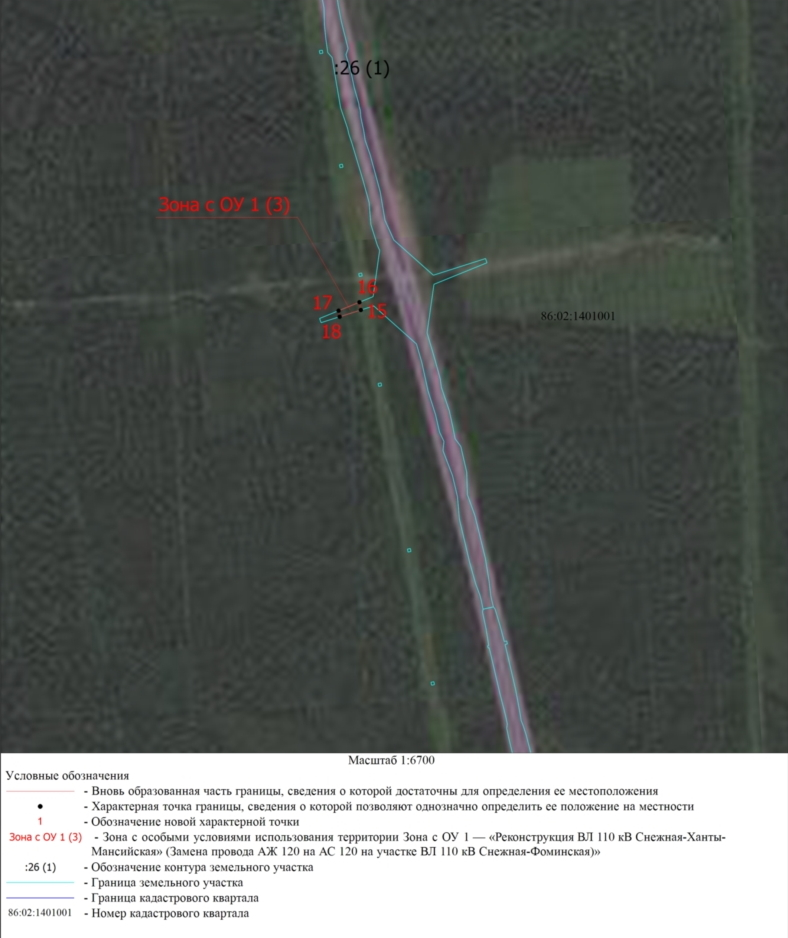 :26 (1)
Зона с ОУ 1 (3)
16
17
15
18
86:02:1401001
Масштаб 1:6700
Условные обозначения
- Вновь образованная часть границы, сведения о которой достаточны для определения ее местоположения
- Характерная точка границы, сведения о которой позволяют однозначно определить ее положение на местности
1 - Обозначение новой характерной точки
Зона с ОУ 1 (3) - Зона с особыми условиями использования территории Зона с ОУ 1 — «Реконструкция ВЛ 110 кВ Снежная-Ханты-
Мансийская» (Замена провода АЖ 120 на АС 120 на участке ВЛ 110 кВ Снежная-Фоминская)»
:26 (1) - Обозначение контура земельного участка
- Граница земельного участка
- Граница кадастрового квартала
86:02:1401001 - Номер кадастрового квартала